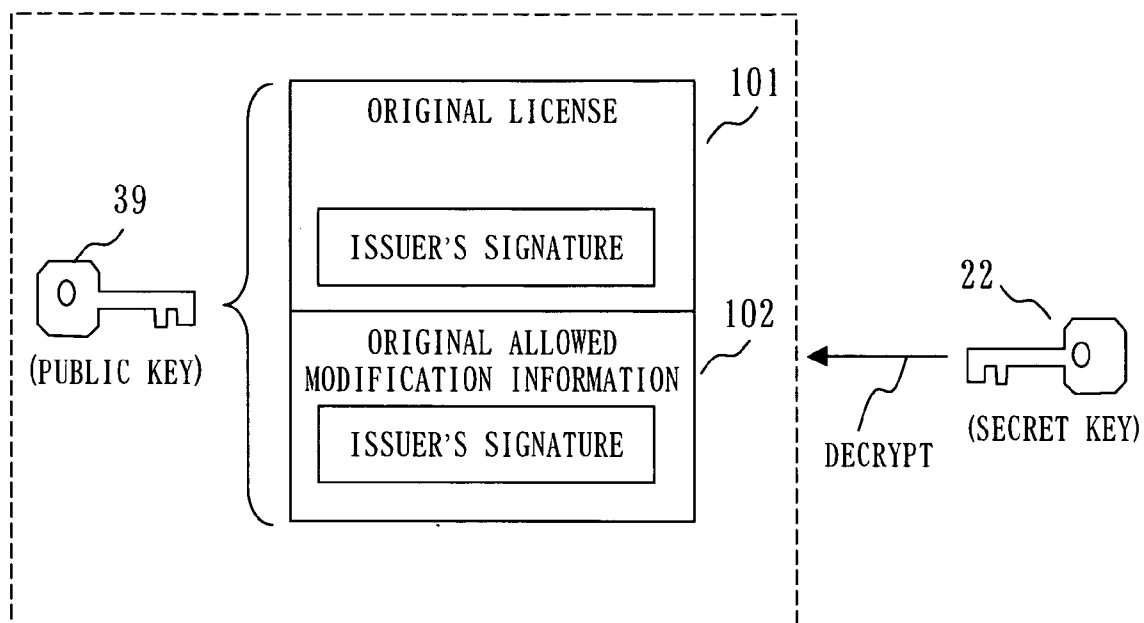 101
ORIGINAL LICENSE
39
ISSUER'S SIGNATURE
22
102
(PUBLIC KEY)
ORIGINAL ALLOWED
MODIFICATION INFORMATION
ISSUER'S SIGNATURE
DECRYPT
(SECRET KEY)